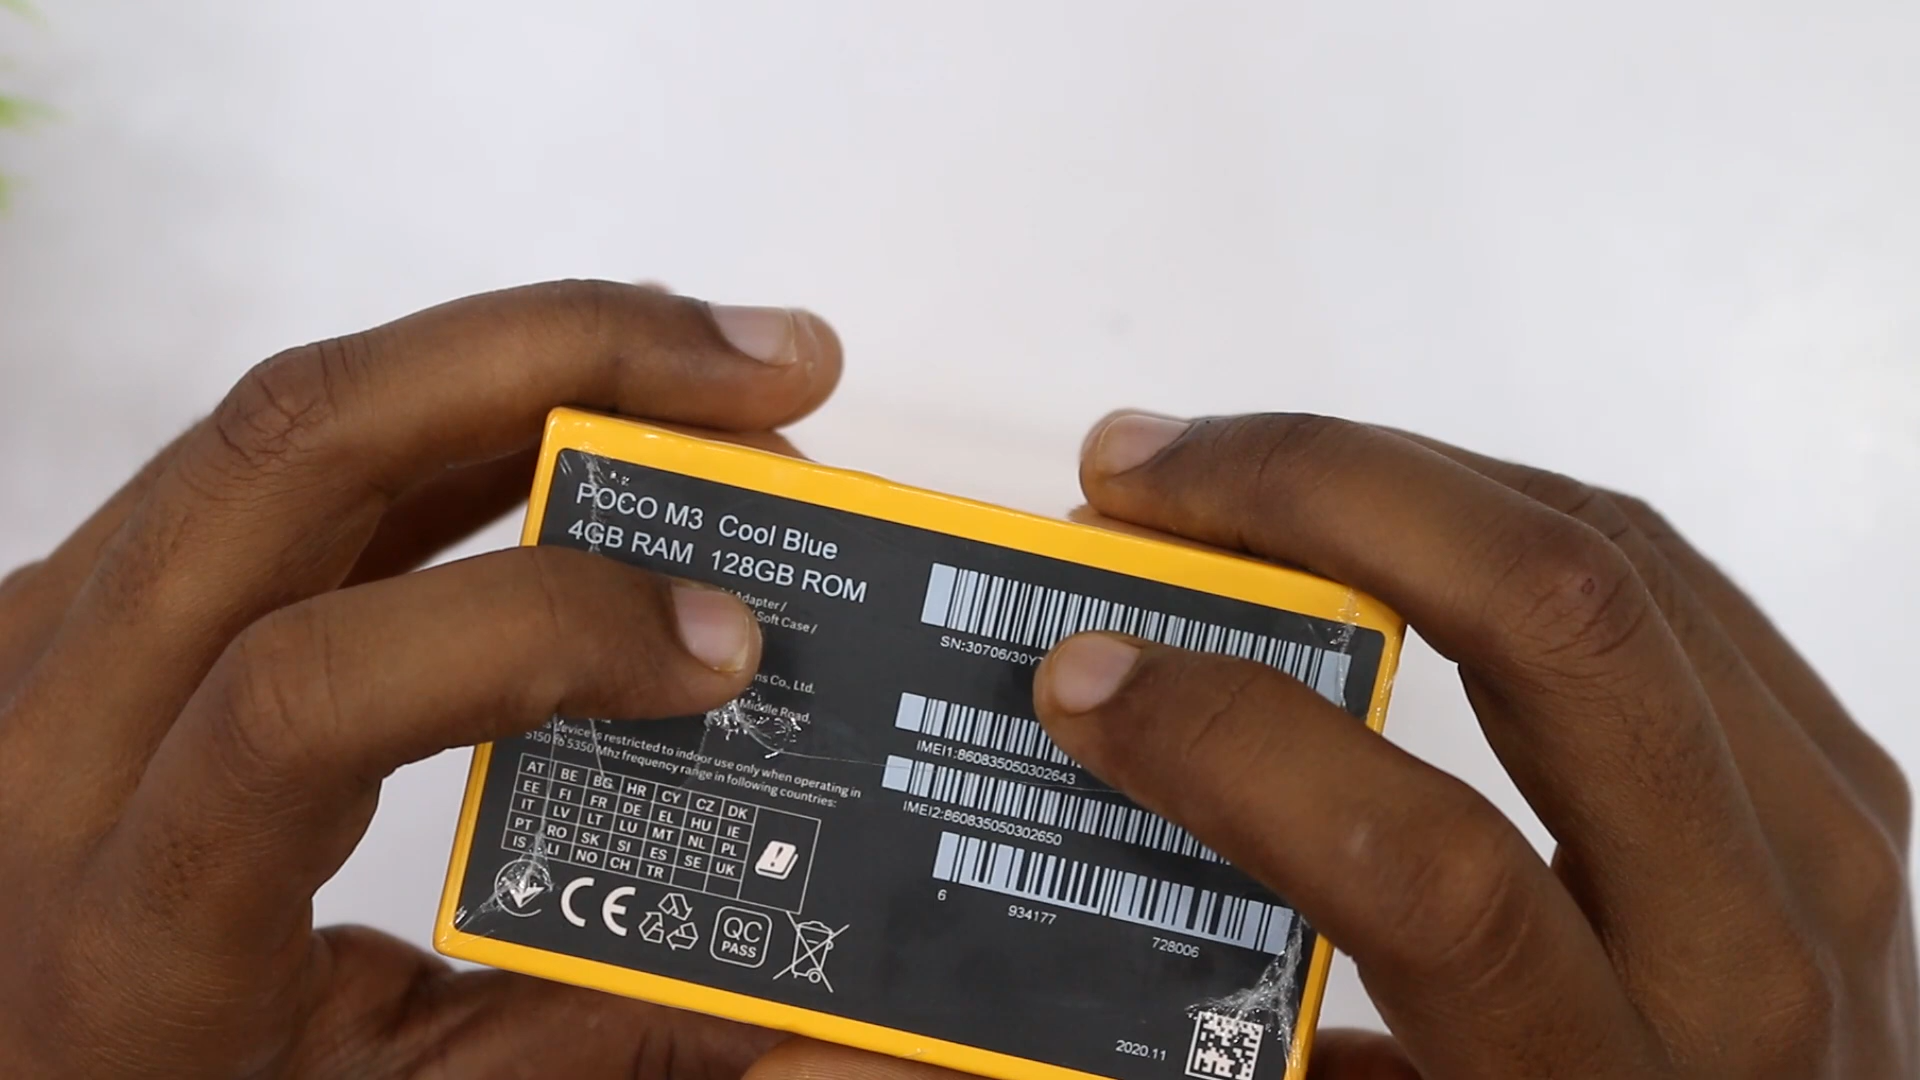 POCO M3 Cool Blue
4GB RAM 128GB ROM
Adapter /
/ Soft Case /
Co., Ltd.
Middle Road,
device is restricted to indoor use only when operating in
5150 to 5350 Mhz frequency range in following countries:
AT BE BG HR CY CZ DK
EE FI FR DE EL HU IE
IT LV LT LU MT NL PL
PT RO SK SI ES SE UK
IS LI NO CH TR
CE
QC
PASS
SN:30706/30Y
IMEI1:860835050302643
IMEI2:860835050302650
6 934177 728006
2020.11